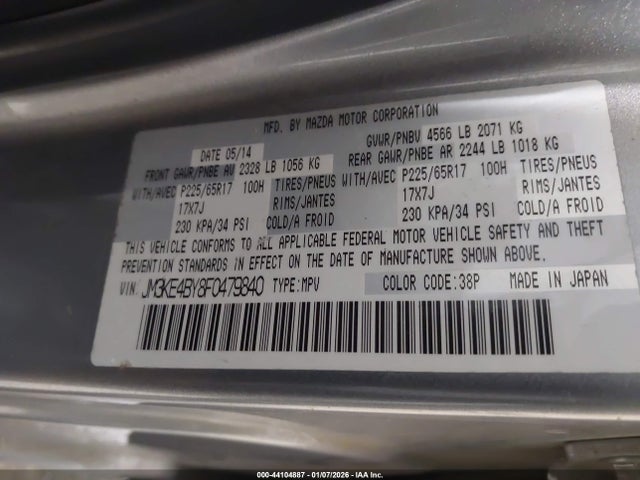 MFD. BY MAZDA MOTOR CORPORATION
DATE 05/14 GVWR/PNBV 4566 LB 2071 KG
FRONT GAWR/PNBE AV 2328 LB 1056 KG REAR GAWR/PNBE AR 2244 LB 1018 KG
WITH/AVEC P225/65R17 100H TIRES/PNEUS WITH/AVEC P225/65R17 100H TIRES/PNEUS
17X7J RIMS/JANTES 17X7J RIMS/JANTES
230 KPA/34 PSI COLD/A FROID 230 KPA/34 PSI COLD/A FROID
THIS VEHICLE CONFORMS TO ALL APPLICABLE FEDERAL MOTOR VEHICLE SAFETY AND THEFT
PREVENTION STANDARDS IN EFFECT ON THE DATE OF MANUFACTURE SHOWN ABOVE.
VIN: JM3KE4BY8F0479840 TYPE:MPV COLOR CODE:38P MADE IN JAPAN
000-44104887 - 01/07/2026 - IAA Inc.